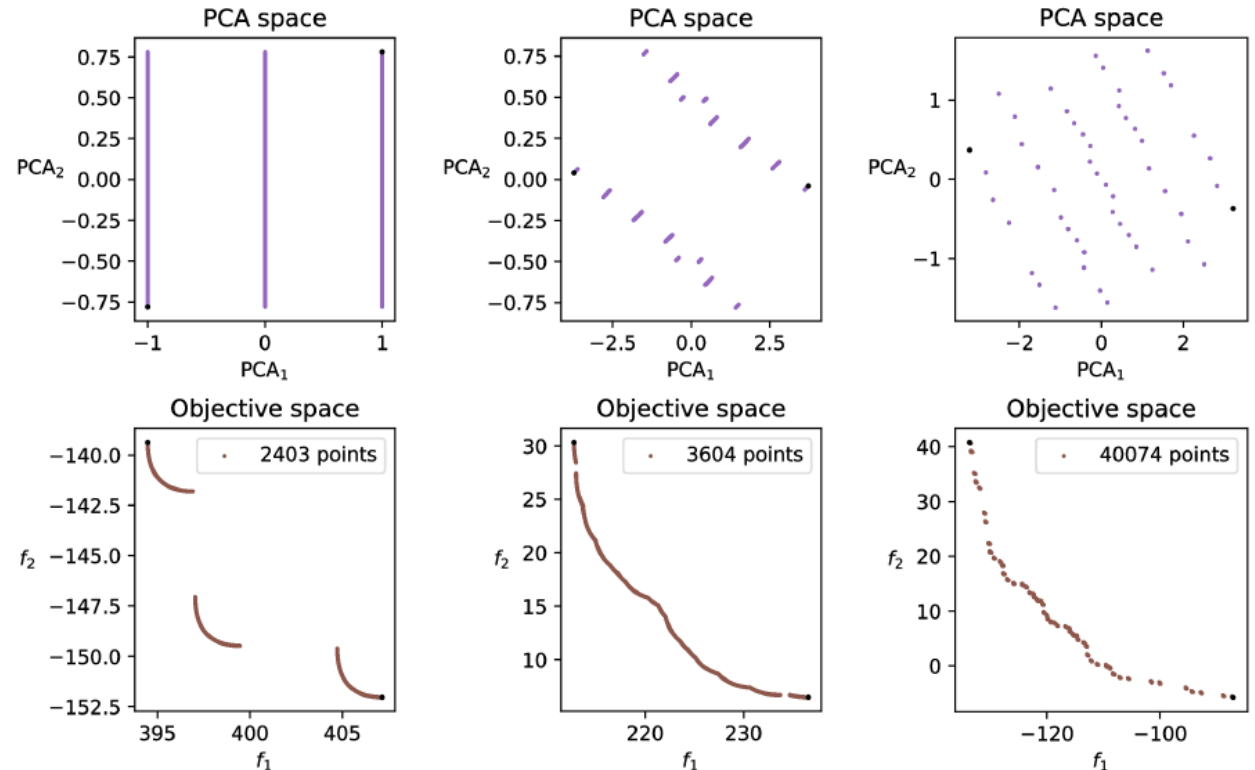 PCA space
PCA space
PCA space
0.75
0.50
0.25
PCA₂
0.00
−0.25
−0.50
−0.75
−1
0
1
PCA₁
0.75
0.50
0.25
PCA₂
0.00
−0.25
−0.50
−0.75
−2.5
0.0
2.5
PCA₁
1
PCA₂
0
−1
−2
0
2
PCA₁
Objective space
Objective space
Objective space
2403 points
−140.0
−142.5
f₂
−145.0
−147.5
−150.0
−152.5
395
400
405
f₁
3604 points
30
25
f₂
20
15
10
220
230
f₁
40074 points
40
30
f₂
20
10
0
−120
−100
f₁